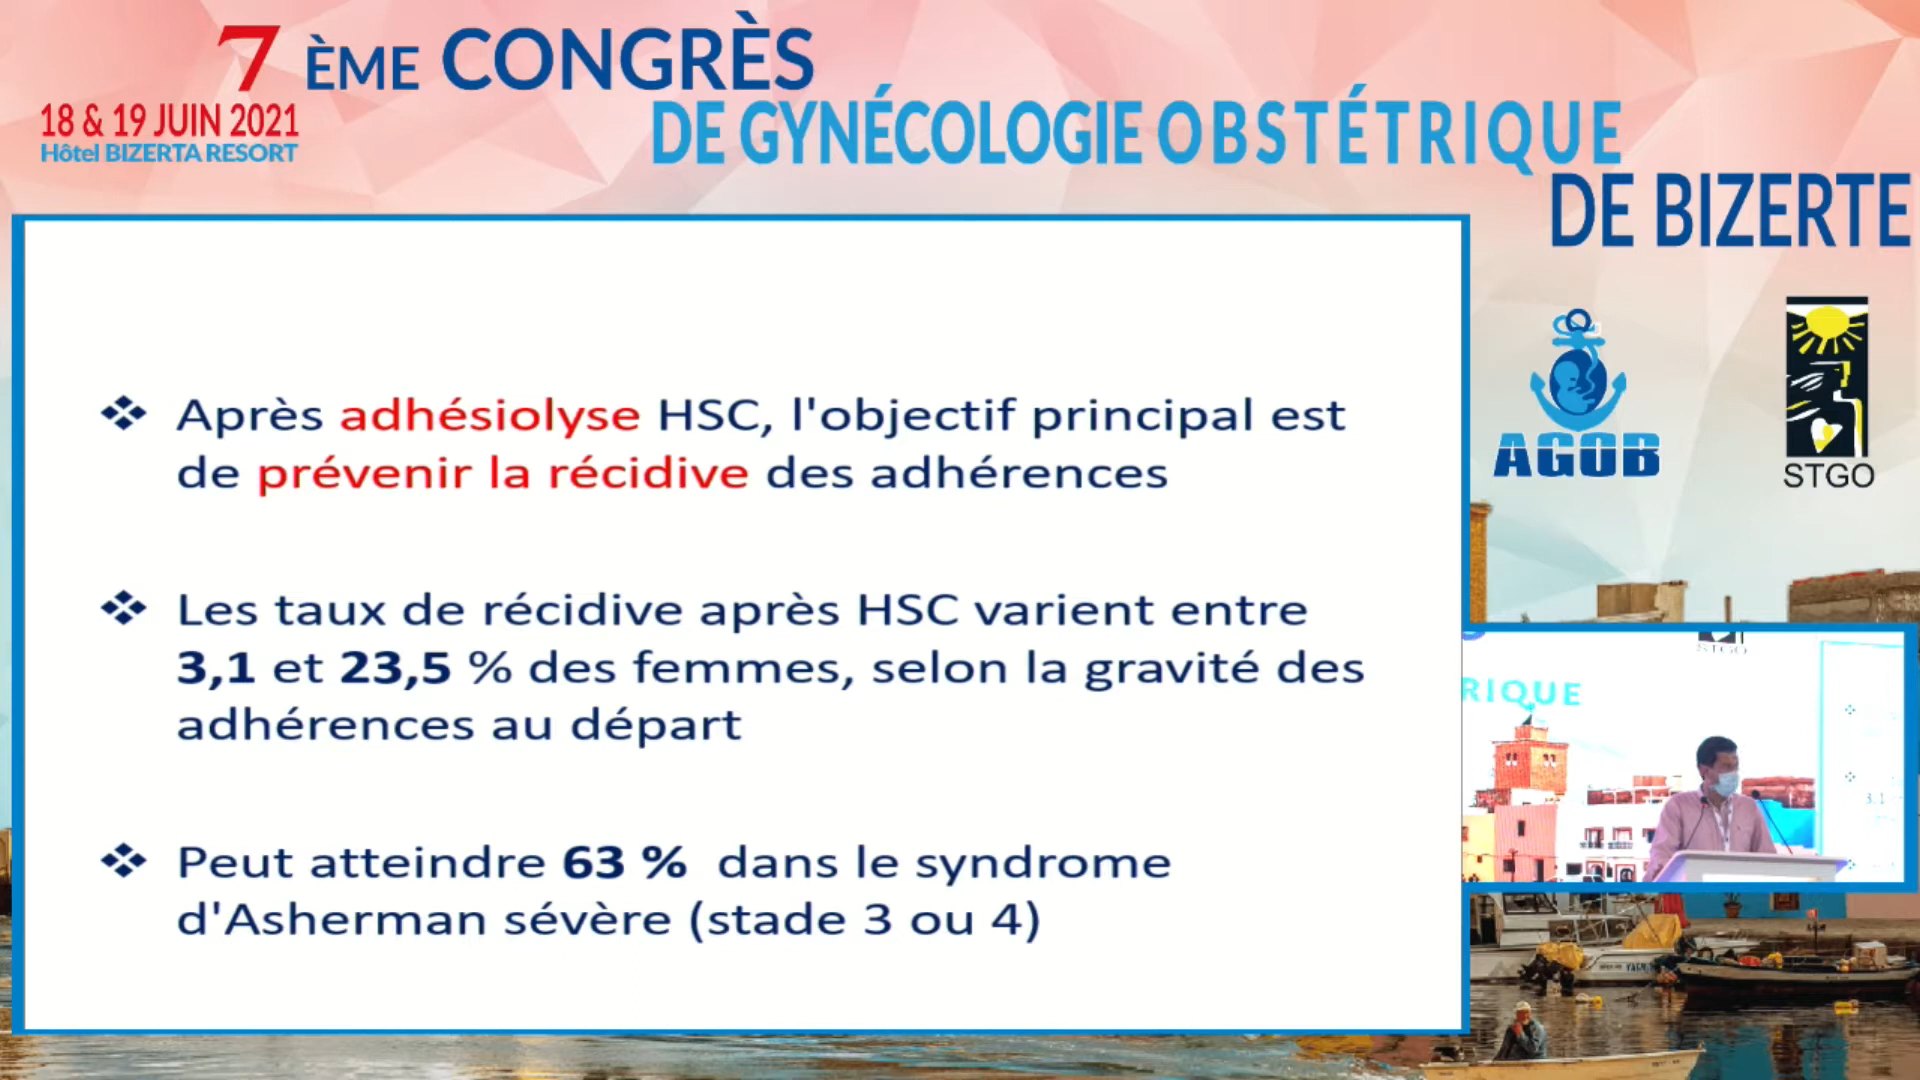 7 ÈME CONGRÈS
18 & 19 JUIN 2021
Hôtel BIZERTA RESORT
DE GYNÉCOLOGIE OBSTÉTRIQUE
DE BIZERTE
AGOB
STGO
Après adhésiolyse HSC, l'objectif principal est
de prévenir la récidive des adhérences
Les taux de récidive après HSC varient entre
3,1 et 23,5 % des femmes, selon la gravité des
adhérences au départ
Peut atteindre 63 % dans le syndrome
d'Asherman sévère (stade 3 ou 4)
STGO
RIQUE
3,1